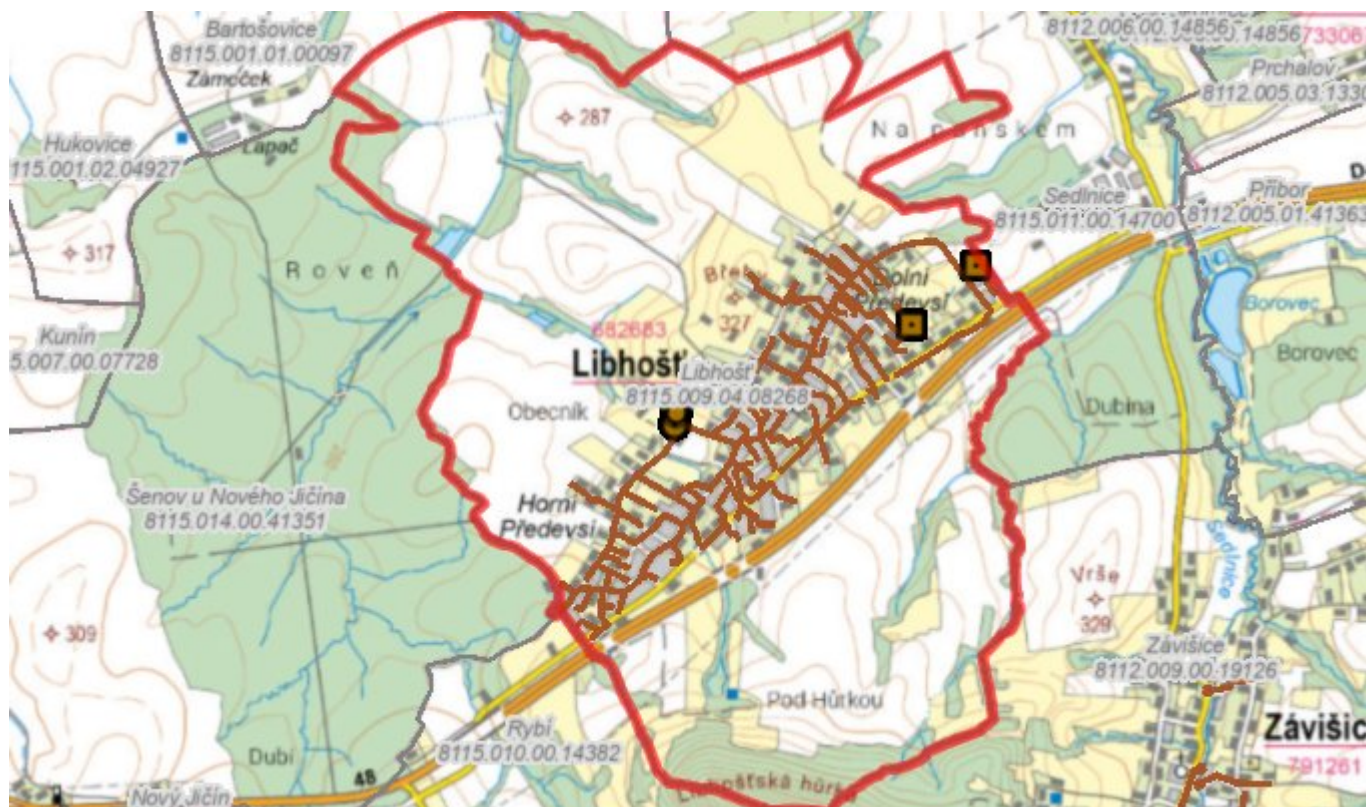 Bartošovice
8115.001.01.00097
Zámeček
Lapač
Hukovice
115.001.02.04927
317
Kunín
5.007.00.07728
Roveň
287
Na panském
8112.006.00.14856
.14856
733081
Prchalov
8112.005.03.1330
Sedlnice
8115.011.00.14700
Příbor
8112.005.01.41363
Borovec
Borovec
327
Dolní
Předevsí
682683
Libhošť
Libhošť
8115.009.04.08268
Obecník
Dubina
Šenov u Nového Jičína
8115.014.00.41351
Horní
Předevsí
309
Sedlnice
Vrše
329
Závišice
8112.009.00.19126
Pod Hůrkou
Rybí
8115.010.00.14382
Dubí
48
Nový Jičín
Libhošťská hůrka
Závišic
791261